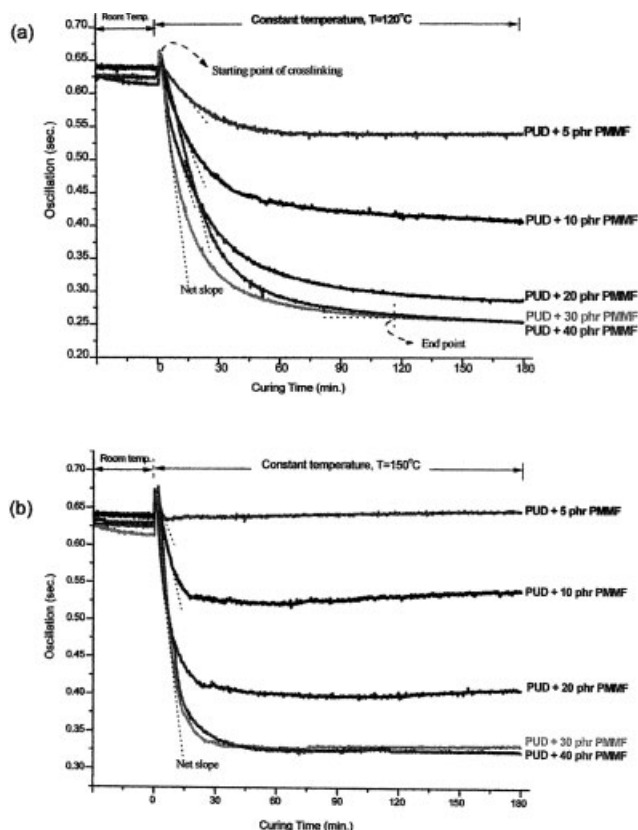 (a)
Room Temp.
Constant temperature, T=120°C
Starting point of crosslinking
Oscillation (sec.)
0.70
0.65
0.60
0.55
0.50
0.45
0.40
0.35
0.30
0.25
0.20
PUD + 5 phr PMMF
PUD + 10 phr PMMF
PUD + 20 phr PMMF
PUD + 30 phr PMMF
PUD + 40 phr PMMF
Net slope
End point
0 30 60 90 120 150 180
Curing Time (min.)
(b)
Room temp.
Constant temperature, T=150°C
Oscillation (sec.)
0.70
0.65
0.60
0.55
0.50
0.45
0.40
0.35
0.30
PUD + 5 phr PMMF
PUD + 10 phr PMMF
PUD + 20 phr PMMF
PUD + 30 phr PMMF
PUD + 40 phr PMMF
Net slope
0 30 60 90 120 150 180
Curing Time (min.)